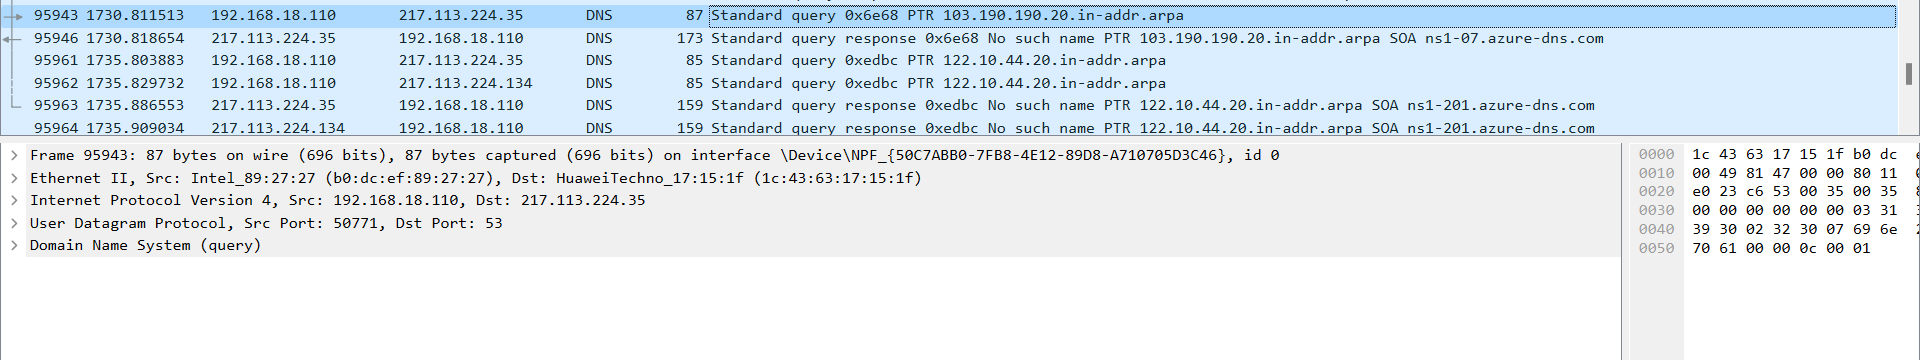 95943 1730.811513 192.168.18.110 217.113.224.35 DNS 87 Standard query 0x6e68 PTR 103.190.190.20.in-addr.arpa
95946 1730.818654 217.113.224.35 192.168.18.110 DNS 173 Standard query response 0x6e68 No such name PTR 103.190.190.20.in-addr.arpa SOA ns1-07.azure-dns.com
95961 1735.803883 192.168.18.110 217.113.224.35 DNS 85 Standard query 0xedbc PTR 122.10.44.20.in-addr.arpa
95962 1735.829732 192.168.18.110 217.113.224.134 DNS 85 Standard query 0xedbc PTR 122.10.44.20.in-addr.arpa
95963 1735.886553 217.113.224.35 192.168.18.110 DNS 159 Standard query response 0xedbc No such name PTR 122.10.44.20.in-addr.arpa SOA ns1-201.azure-dns.com
95964 1735.909034 217.113.224.134 192.168.18.110 DNS 159 Standard query response 0xedbc No such name PTR 122.10.44.20.in-addr.arpa SOA ns1-201.azure-dns.com
Frame 95943: 87 bytes on wire (696 bits), 87 bytes captured (696 bits) on interface \Device\NPF_{50C7ABB0-7FB8-4E12-89D8-A710705D3C46}, id 0
Ethernet II, Src: Intel_89:27:27 (b0:dc:ef:89:27:27), Dst: HuaweiTechno_17:15:1f (1c:43:63:17:15:1f)
Internet Protocol Version 4, Src: 192.168.18.110, Dst: 217.113.224.35
User Datagram Protocol, Src Port: 50771, Dst Port: 53
Domain Name System (query)
0000 1c 43 63 17 15 1f b0 dc
0010 00 49 81 47 00 00 80 11
0020 e0 23 c6 53 00 35 00 35
0030 00 00 00 00 00 00 03 31
0040 39 30 02 32 30 07 69 6e
0050 70 61 00 00 0c 00 01